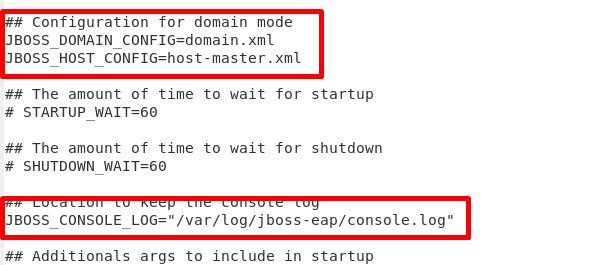 ## Configuration for domain mode
JBOSS_DOMAIN_CONFIG=domain.xml
JBOSS_HOST_CONFIG=host-master.xml
## The amount of time to wait for startup
# STARTUP_WAIT=60
## The amount of time to wait for shutdown
# SHUTDOWN_WAIT=60
## Location to keep the console log
JBOSS_CONSOLE_LOG="/var/log/jboss-eap/console.log"
## Additionals args to include in startup